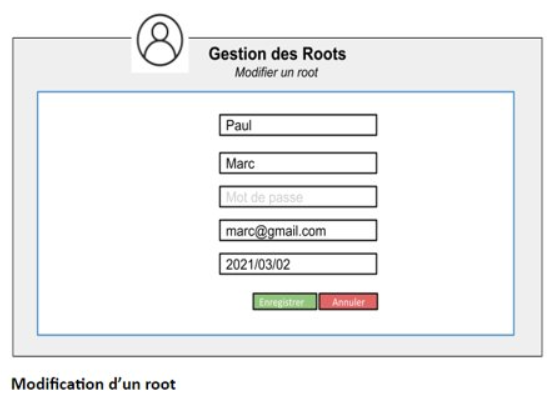 Gestion des Roots
Modifier un root
Paul
Marc
Mot de passe
marc@gmail.com
2021/03/02
Enregistrer Annuler
Modification d'un root